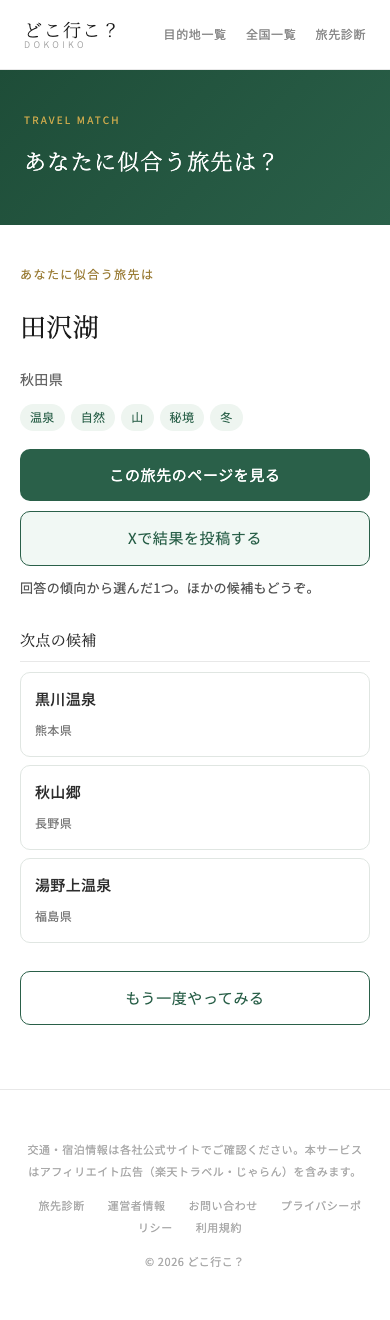 どこ行こ？
DOKOIKO
目的地一覧 全国一覧 旅先診断
TRAVEL MATCH
あなたに似合う旅先は？
あなたに似合う旅先は
田沢湖
秋田県
温泉 自然 山 秘境 冬
この旅先のページを見る
Xで結果を投稿する
回答の傾向から選んだ1つ。ほかの候補もどうぞ。
次点の候補
黒川温泉
熊本県
秋山郷
長野県
湯野上温泉
福島県
もう一度やってみる
交通・宿泊情報は各社公式サイトでご確認ください。本サービス
はアフィリエイト広告（楽天トラベル・じゃらん）を含みます。
旅先診断 運営者情報 お問い合わせ プライバシーポ
リシー 利用規約
© 2026 どこ行こ？